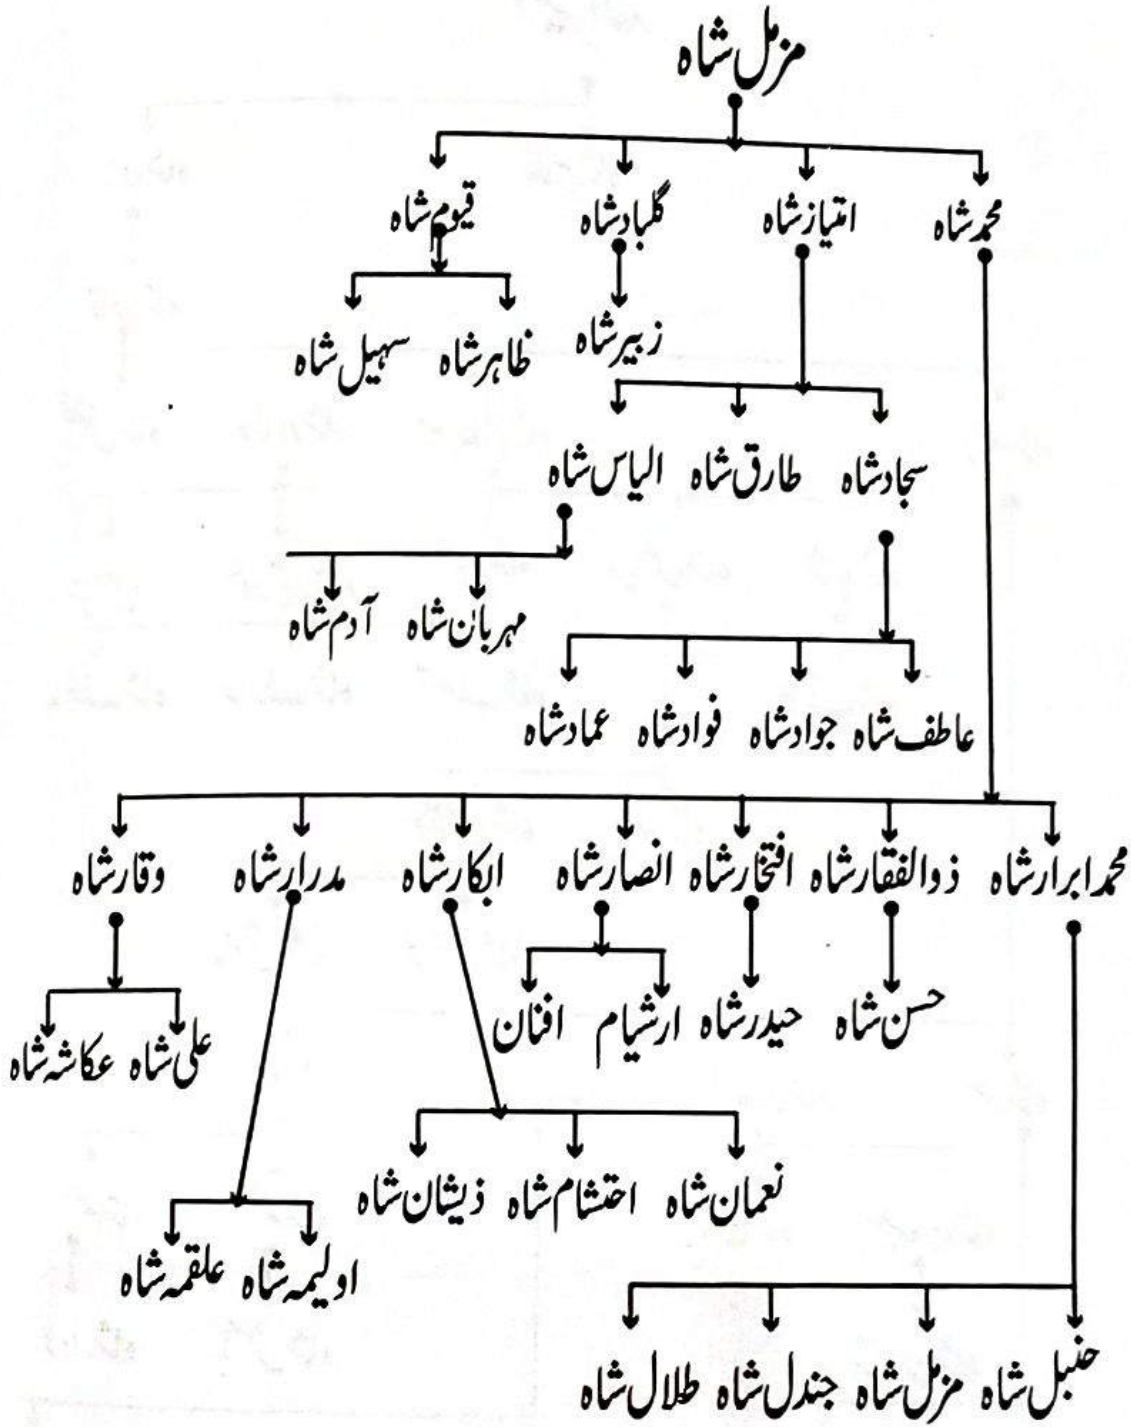 مزمل شاہ
محمد شاہ امتیاز شاہ گلباد شاہ قیوم شاہ
زبیر شاہ ظاہر شاہ سہیل شاہ
سجاد شاہ طارق شاہ الیاس شاہ
مہربان شاہ آدم شاہ
عاطف شاہ جواد شاہ فواد شاہ عماد شاہ
محمد ابرار شاہ ذوالفقار شاہ افتخار شاہ انصار شاہ ابکار شاہ مدرار شاہ وقار شاہ
حسن شاہ حیدر شاہ ارشیام افنان علی شاہ عکاشہ شاہ
نعمان شاہ احتشام شاہ ذیشان شاہ
اولیمہ شاہ علقمہ شاہ
حنبل شاہ مزمل شاہ جندل شاہ طلال شاہ